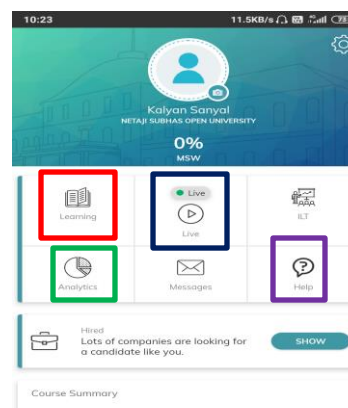 10:23 11.5KB/s 4G
Kalyan Sanyal
NETAJI SUBHAS OPEN UNIVERSITY
0%
MSW
Live
Learning Live ILT
Analytics Messages Help
Hired
Lots of companies are looking for
a candidate like you.
SHOW
Course Summary